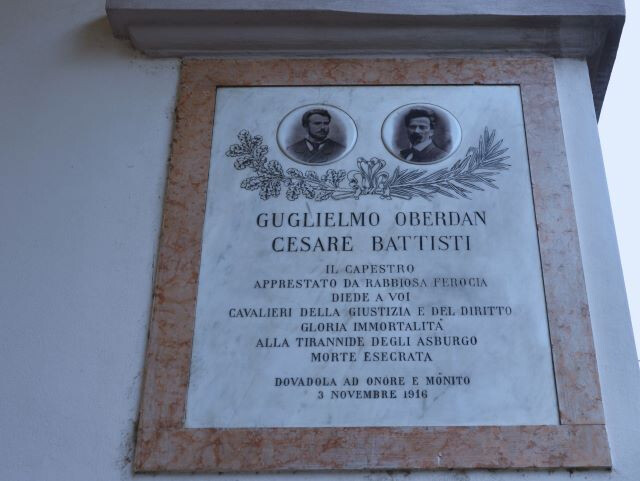 GUGLIELMO OBERDAN
CESARE BATTISTI
IL CAPESTRO
APPRESTATO DA RABBIOSA FEROCIA
DIEDE A VOI
CAVALIERI DELLA GIUSTIZIA E DEL DIRITTO
GLORIA IMMORTALITÀ
ALLA TIRANNIDE DEGLI ASBURGO
MORTE ESECRATA
DOVADOLA AD ONORE E MONITO
3 NOVEMBRE 1916